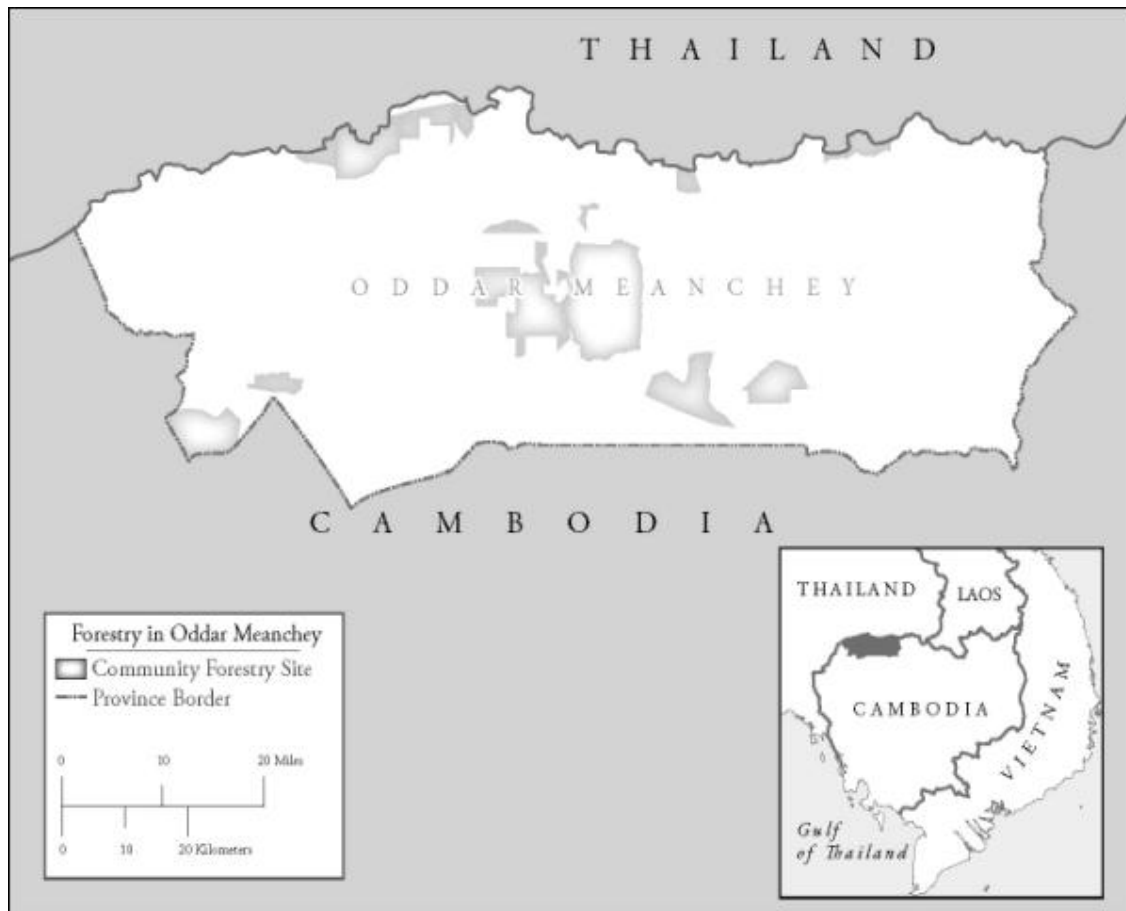 THAILAND
ODDAR MEANCHEY
CAMBODIA
Forestry in Oddar Meanchey
Community Forestry Site
Province Border
0 10 20 Miles
0 10 20 Kilometers
THAILAND
LAOS
CAMBODIA
VIETNAM
Gulf
of Thailand